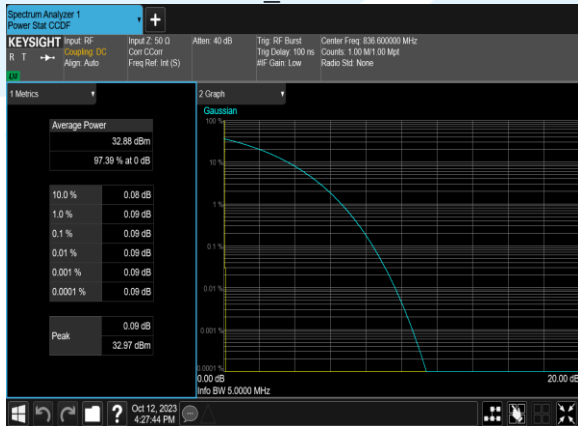 Spectrum Analyzer 1
Power Stat CCDF
+
KEYSIGHT
R T
LU
Input: RF
Coupling: DC
Align: Auto
Input Z: 50 Ω
Corr CCorr
Freq Ref: Int (S)
Atten: 40 dB
Trig: RF Burst
Trig Delay: 100 ns
#IF Gain: Low
Center Freq: 836.600000 MHz
Counts: 1.00 M/1.00 Mpt
Radio Std: None
1 Metrics
Average Power
32.88 dBm
97.39 % at 0 dB
10.0 % 0.08 dB
1.0 % 0.09 dB
0.1 % 0.09 dB
0.01 % 0.09 dB
0.001 % 0.09 dB
0.0001 % 0.09 dB
Peak
0.09 dB
32.97 dBm
2 Graph
Gaussian
100 %
10 %
1 %
0.1 %
0.01 %
0.001 %
0.0001 %
0.00 dB 20.00 dB
Info BW 5.0000 MHz
?
Oct 12, 2023
4:27:44 PM